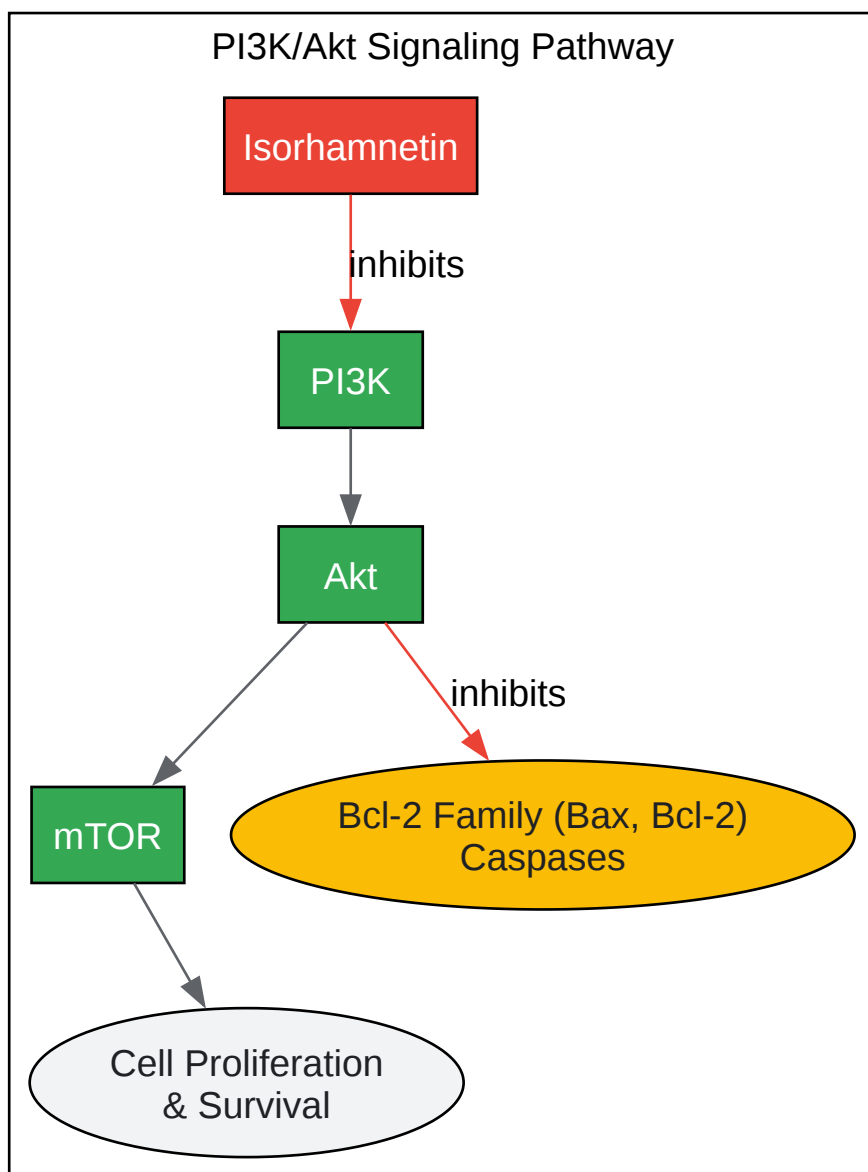 PI3K/Akt Signaling Pathway
Isorhamnetin
inhibits
PI3K
Akt
inhibits
mTOR
Bcl-2 Family (Bax, Bcl-2)
Caspases
Cell Proliferation
& Survival